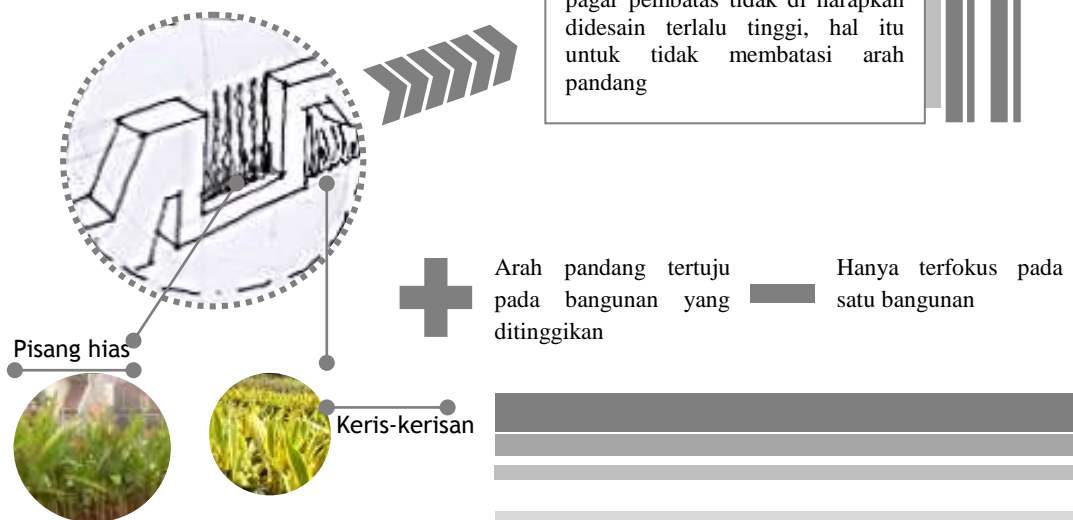 pagar pembatas tidak di harapkan
didesain terlalu tinggi, hal itu
untuk tidak membatasi arah
pandang
Arah pandang tertuju
pada bangunan yang
ditinggikan
Hanya terfokus pada
satu bangunan
Pisang hias
Keris-kerisan